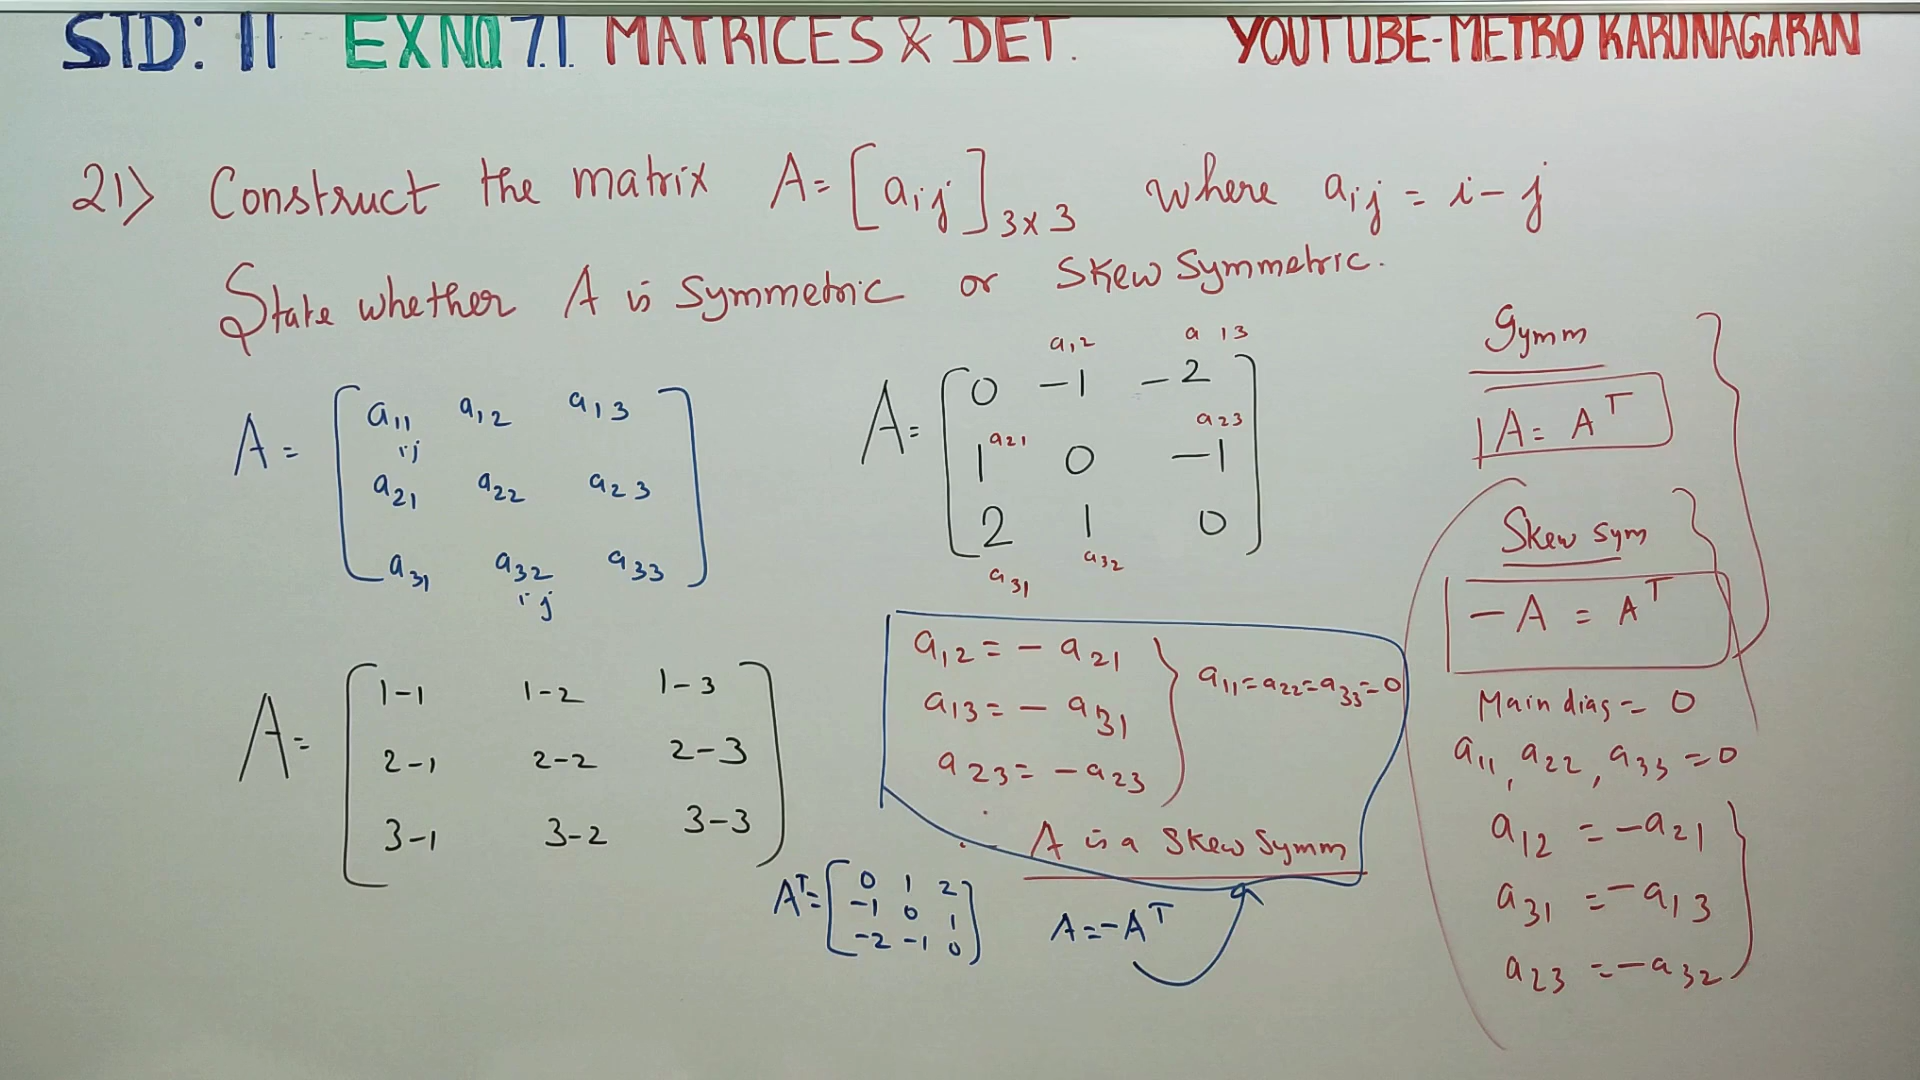 STD: 11 EX NO 7.1. MATRICES & DET. YOUTUBE-METRO KARUNAGARAN
21) Construct the matrix A = [aij]3x3 where aij = i - j
State whether A is Symmetric or Skew Symmetric.
A = [ a11 a12 a13
ij
a21 a22 a23
a31 a32 a33 ]
ij
A = [ 1-1 1-2 1-3
2-1 2-2 2-3
3-1 3-2 3-3 ]
a12 a13
A = [ 0 -1 -2
a21 a23
1 0 -1
2 1 0 ]
a31 a32
a12 = - a21
a13 = - a31
a23 = - a23
} a11 = a22 = a33 = 0
A is a Skew Symm
AT = [ 0 1 2
-1 0 1
-2 -1 0 ]
A = -AT
Symm
A = AT
Skew Sym
- A = AT
Main diag = 0
a11, a22, a33 = 0
a12 = -a21
a31 = -a13
a23 = -a32